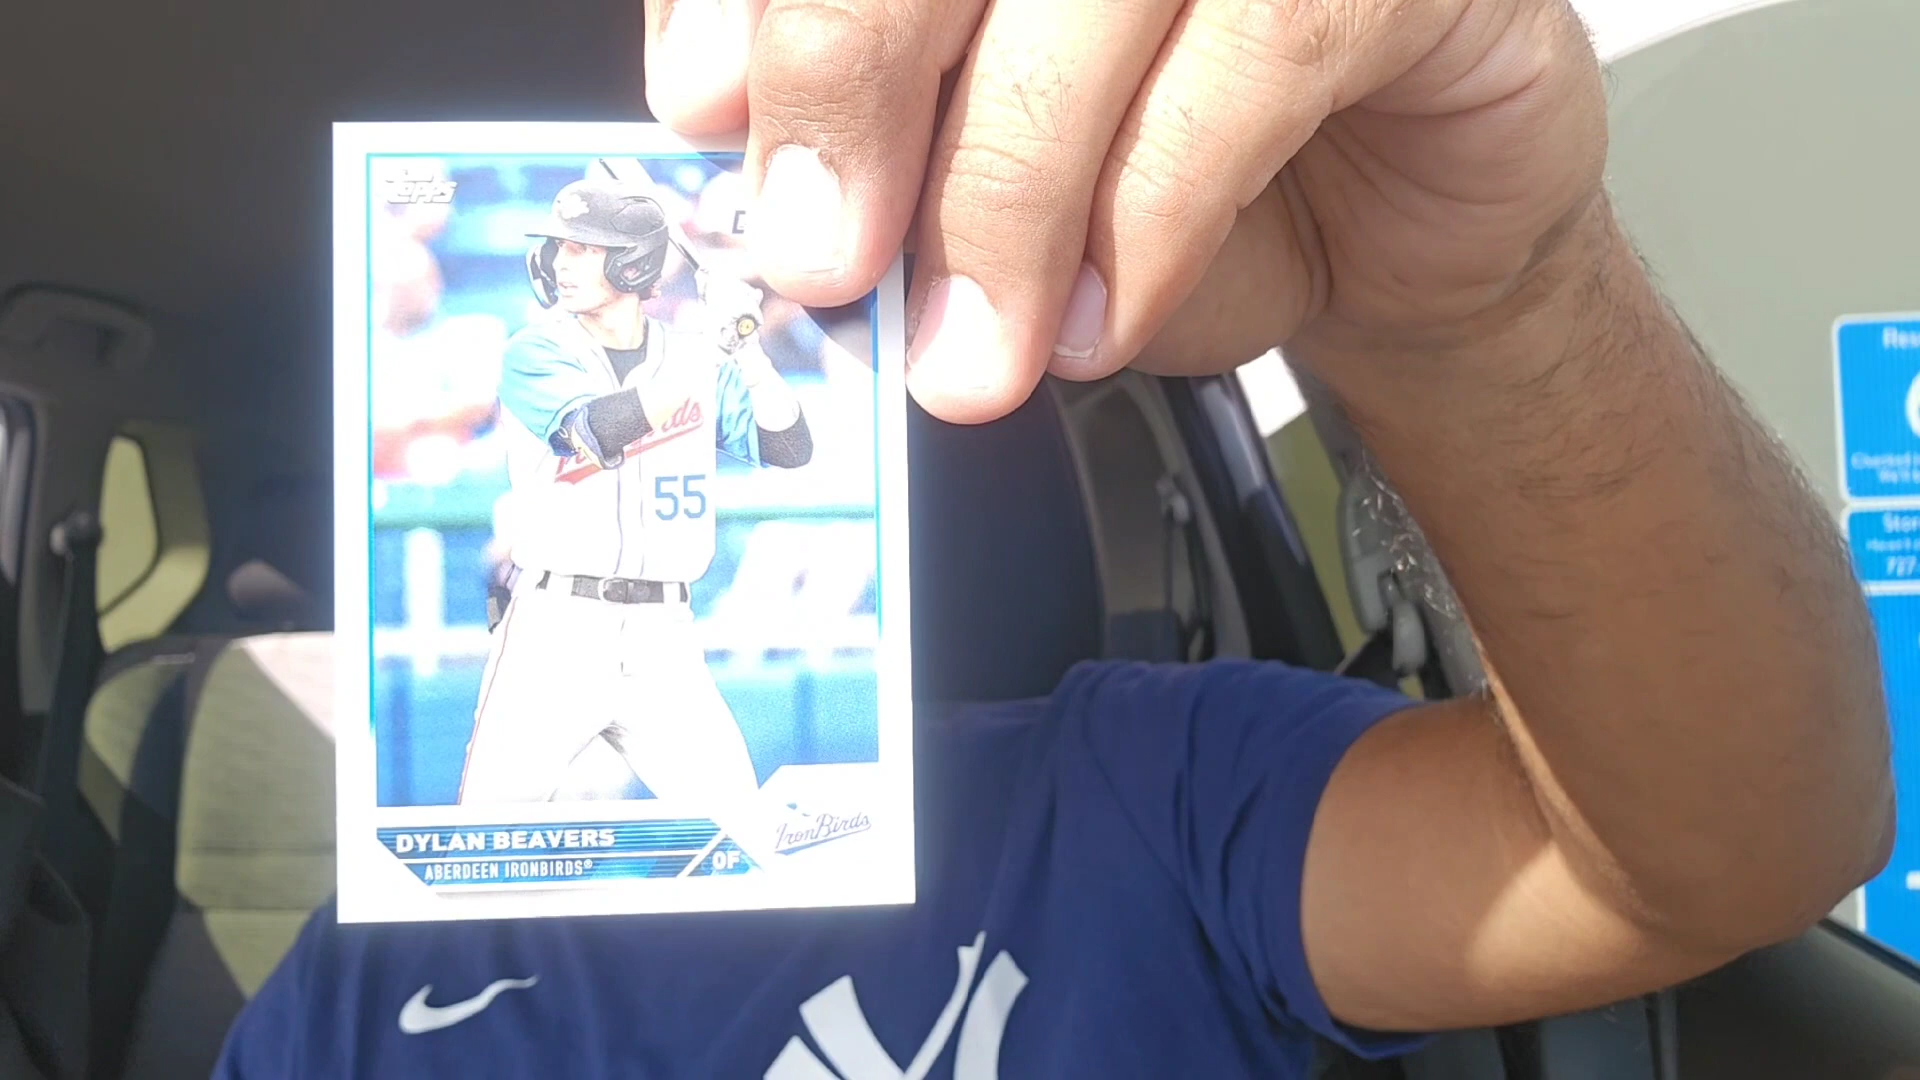 Topps
D
55
DYLAN BEAVERS
ABERDEEN IRONBIRDS®
OF
IronBirds